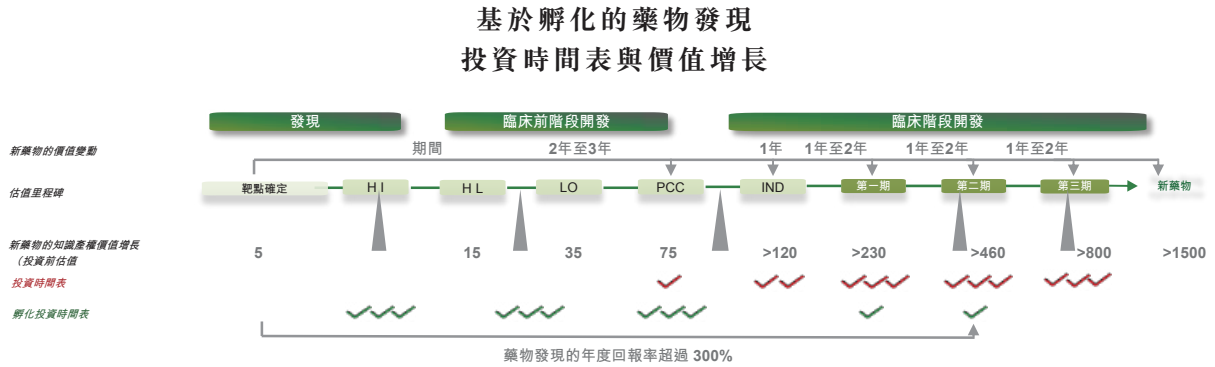 基於孵化的藥物發現
投資時間表與價值增長
發現 臨床前階段開發 臨床階段開發
新藥物的價值變動 期間 2年至3年 1年 1年至2年 1年至2年 1年至2年
估值里程碑 靶點確定 H I H L LO PCC IND 第一期 第二期 第三期 新藥物
新藥物的知識產權價值增長
(投資前估值 5 15 35 75 >120 >230 >460 >800 >1500
投資時間表
孵化投資時間表
藥物發現的年度回報率超過 300%